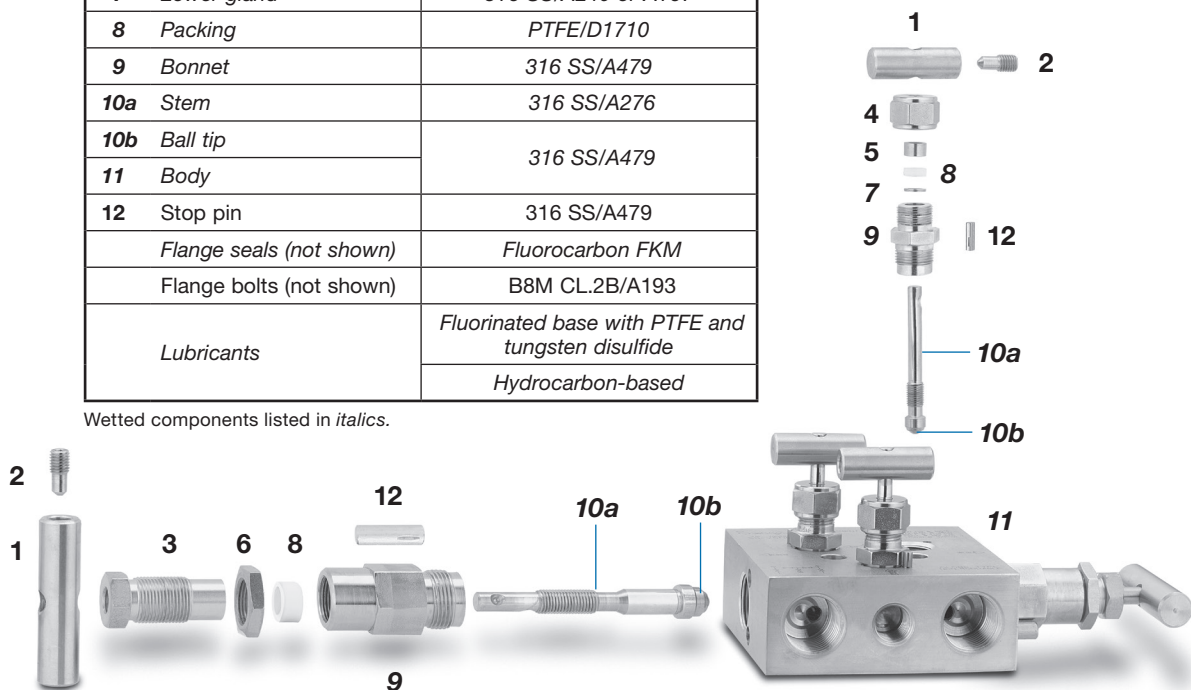 Lower gland
8 Packing PTFE/D1710
9 Bonnet 316 SS/A479
10a Stem 316 SS/A276
10b Ball tip 316 SS/A479
11 Body
12 Stop pin 316 SS/A479
Flange seals (not shown) Fluorocarbon FKM
Flange bolts (not shown) B8M CL.2B/A193
Lubricants Fluorinated base with PTFE and
tungsten disulfide
Hydrocarbon-based
Wetted components listed in italics.
1
2
4
5
8
7
9
12
10a
10b
11
2
1
3
6
8
12
9
10a
10b